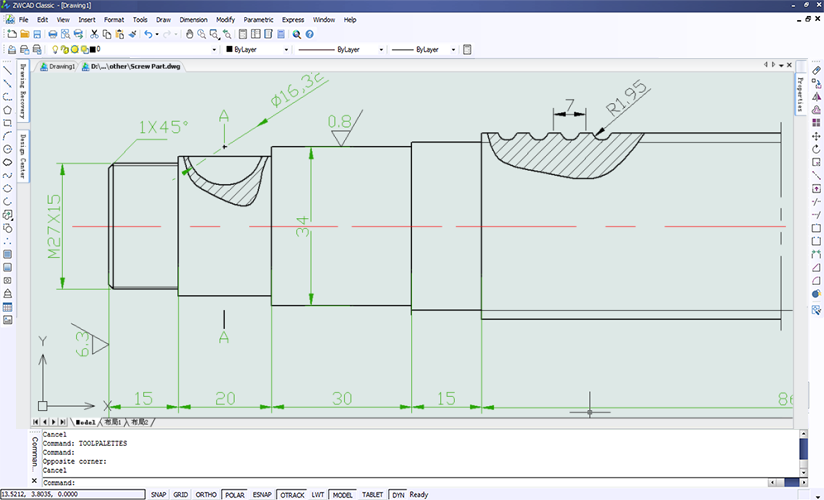 ZWCAD Classic - [Drawing1]
File Edit View Insert Format Tools Draw Dimension Modify Parametric Express Window Help
0 ByLayer ByLayer ByLayer
Drawing1 D:\...\other\Screw Part.dwg
Drawing Recovery
Design Center
Properties
1X45°
A
Ø16,3
0.8
7
R1.95
M27X15
34
A
6.3
Y
X
15 20 30 15 86
Model 布局1 布局2
Cancel
Command: TOOLPALETTES
Command:
Opposite corner:
Cancel
Command:
Comman...
13.5212, 3.8035, 0.0000 SNAP GRID ORTHO POLAR ESNAP OTRACK LWT MODEL TABLET DYN Ready